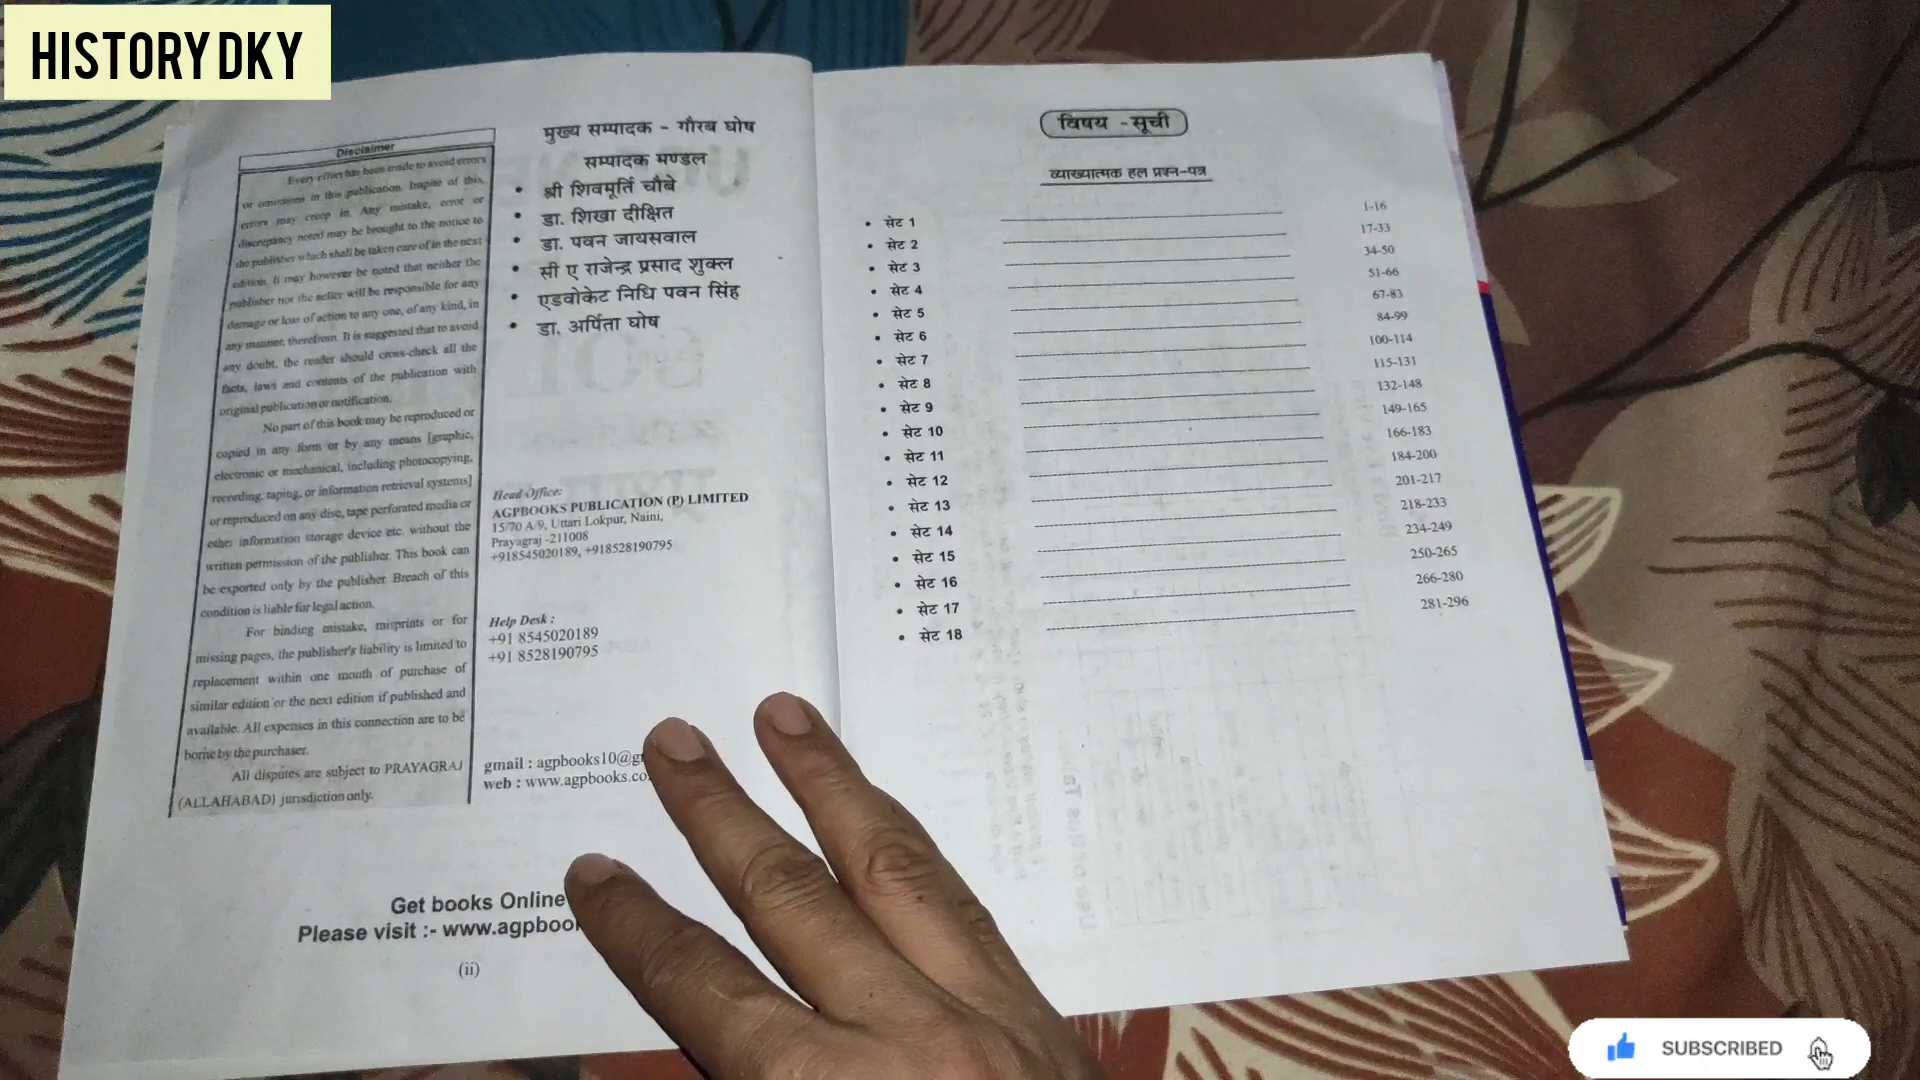 HISTORY DKY
Disclaimer
Every effort has been made to avoid errors
or omissions in this publication. Inspite of this,
errors may creep in. Any mistake, error or
discrepancy noted may be brought to the notice to
the publisher which shall be taken care of in the next
edition. It may however be noted that neither the
publisher nor the seller will be responsible for any
damage or loss of action to any one, of any kind, in
any manner, therefrom. It is suggested that to avoid
any doubt, the reader should cross-check all the
facts, laws and contents of the publication with
original publication or notification.
No part of this book may be reproduced or
copied in any form or by any means [graphic,
electronic or mechanical, including photocopying,
recording, taping, or information retrieval systems]
or reproduced on any disc, tape perforated media or
other information storage device etc. without the
written permission of the publisher. This book can
be exported only by the publisher. Breach of this
condition is liable for legal action.
For binding mistake, misprints or for
missing pages, the publisher's liability is limited to
replacement within one month of purchase of
similar edition or the next edition if published and
available. All expenses in this connection are to be
borne by the purchaser.
All disputes are subject to PRAYAGRAJ
(ALLAHABAD) jurisdiction only.
मुख्य सम्पादक - गौरब घोष
सम्पादक मण्डल
• श्री शिवमूर्ति चौबे
• डा. शिखा दीक्षित
• डा. पवन जायसवाल
• सी ए राजेन्द्र प्रसाद शुक्ल
• एडवोकेट निधि पवन सिंह
• डा. अर्पिता घोष
Head Office:
AGPBOOKS PUBLICATION (P) LIMITED
15/70 A/9, Uttari Lokpur, Naini,
Prayagraj -211008
+918545020189, +918528190795
Help Desk :
+91 8545020189
+91 8528190795
gmail : agpbooks10@g
web : www.agpbooks.co
Get books Online
Please visit :- www.agpboo
(ii)
विषय -सूची
व्याख्यात्मक हल प्रश्न-पत्र
• सेट 1 1-16
• सेट 2 17-33
• सेट 3 34-50
• सेट 4 51-66
• सेट 5 67-83
• सेट 6 84-99
• सेट 7 100-114
• सेट 8 115-131
• सेट 9 132-148
• सेट 10 149-165
• सेट 11 166-183
• सेट 12 184-200
• सेट 13 201-217
• सेट 14 218-233
• सेट 15 234-249
• सेट 16 250-265
• सेट 17 266-280
• सेट 18 281-296
SUBSCRIBED